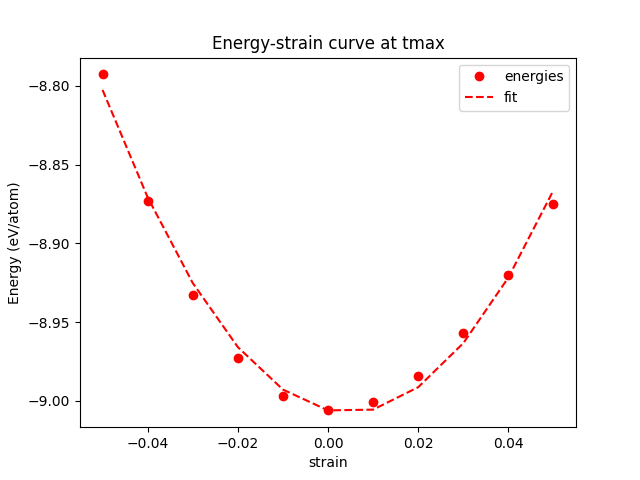 Energy-strain curve at tmax
energies
fit
Energy (eV/atom)
−8.80
−8.85
−8.90
−8.95
−9.00
−0.04
−0.02
0.00
0.02
0.04
strain